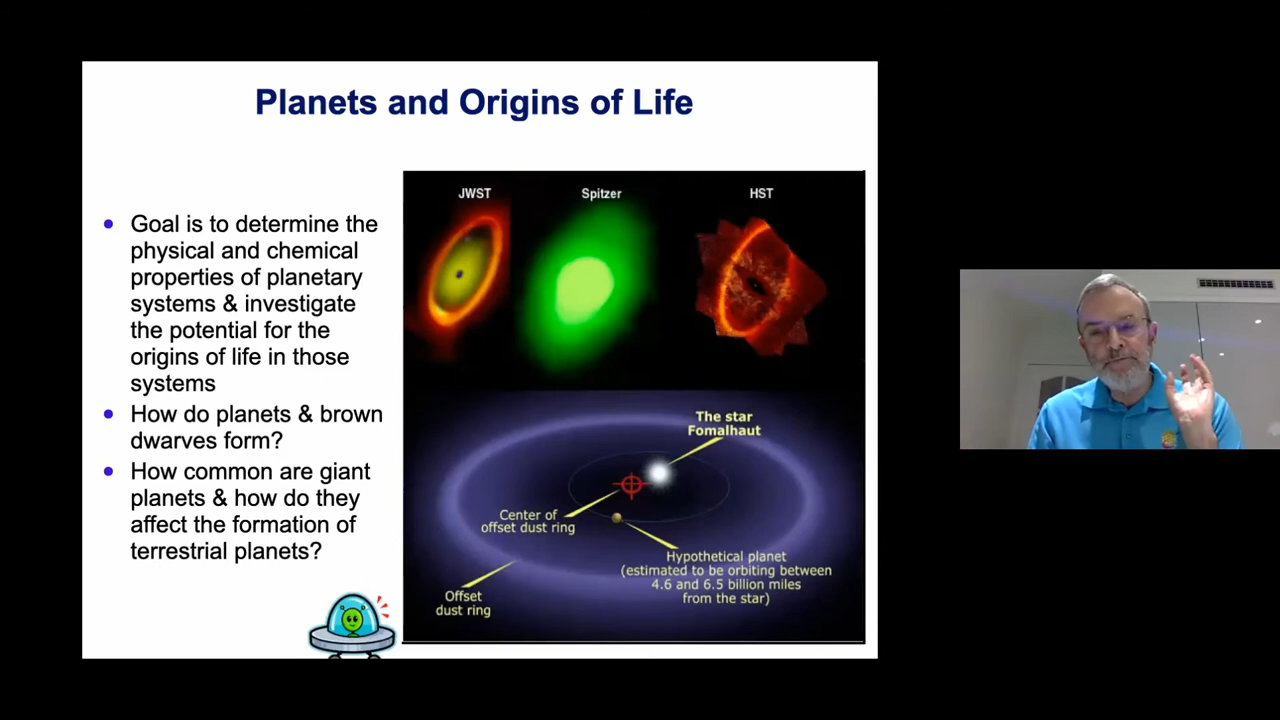 Planets and Origins of Life
Goal is to determine the
physical and chemical
properties of planetary
systems & investigate
the potential for the
origins of life in those
systems
How do planets & brown
dwarves form?
How common are giant
planets & how do they
affect the formation of
terrestrial planets?
JWST
Spitzer
HST
The star
Fomalhaut
Center of
offset dust ring
Hypothetical planet
(estimated to be orbiting between
4.6 and 6.5 billion miles
from the star)
Offset
dust ring